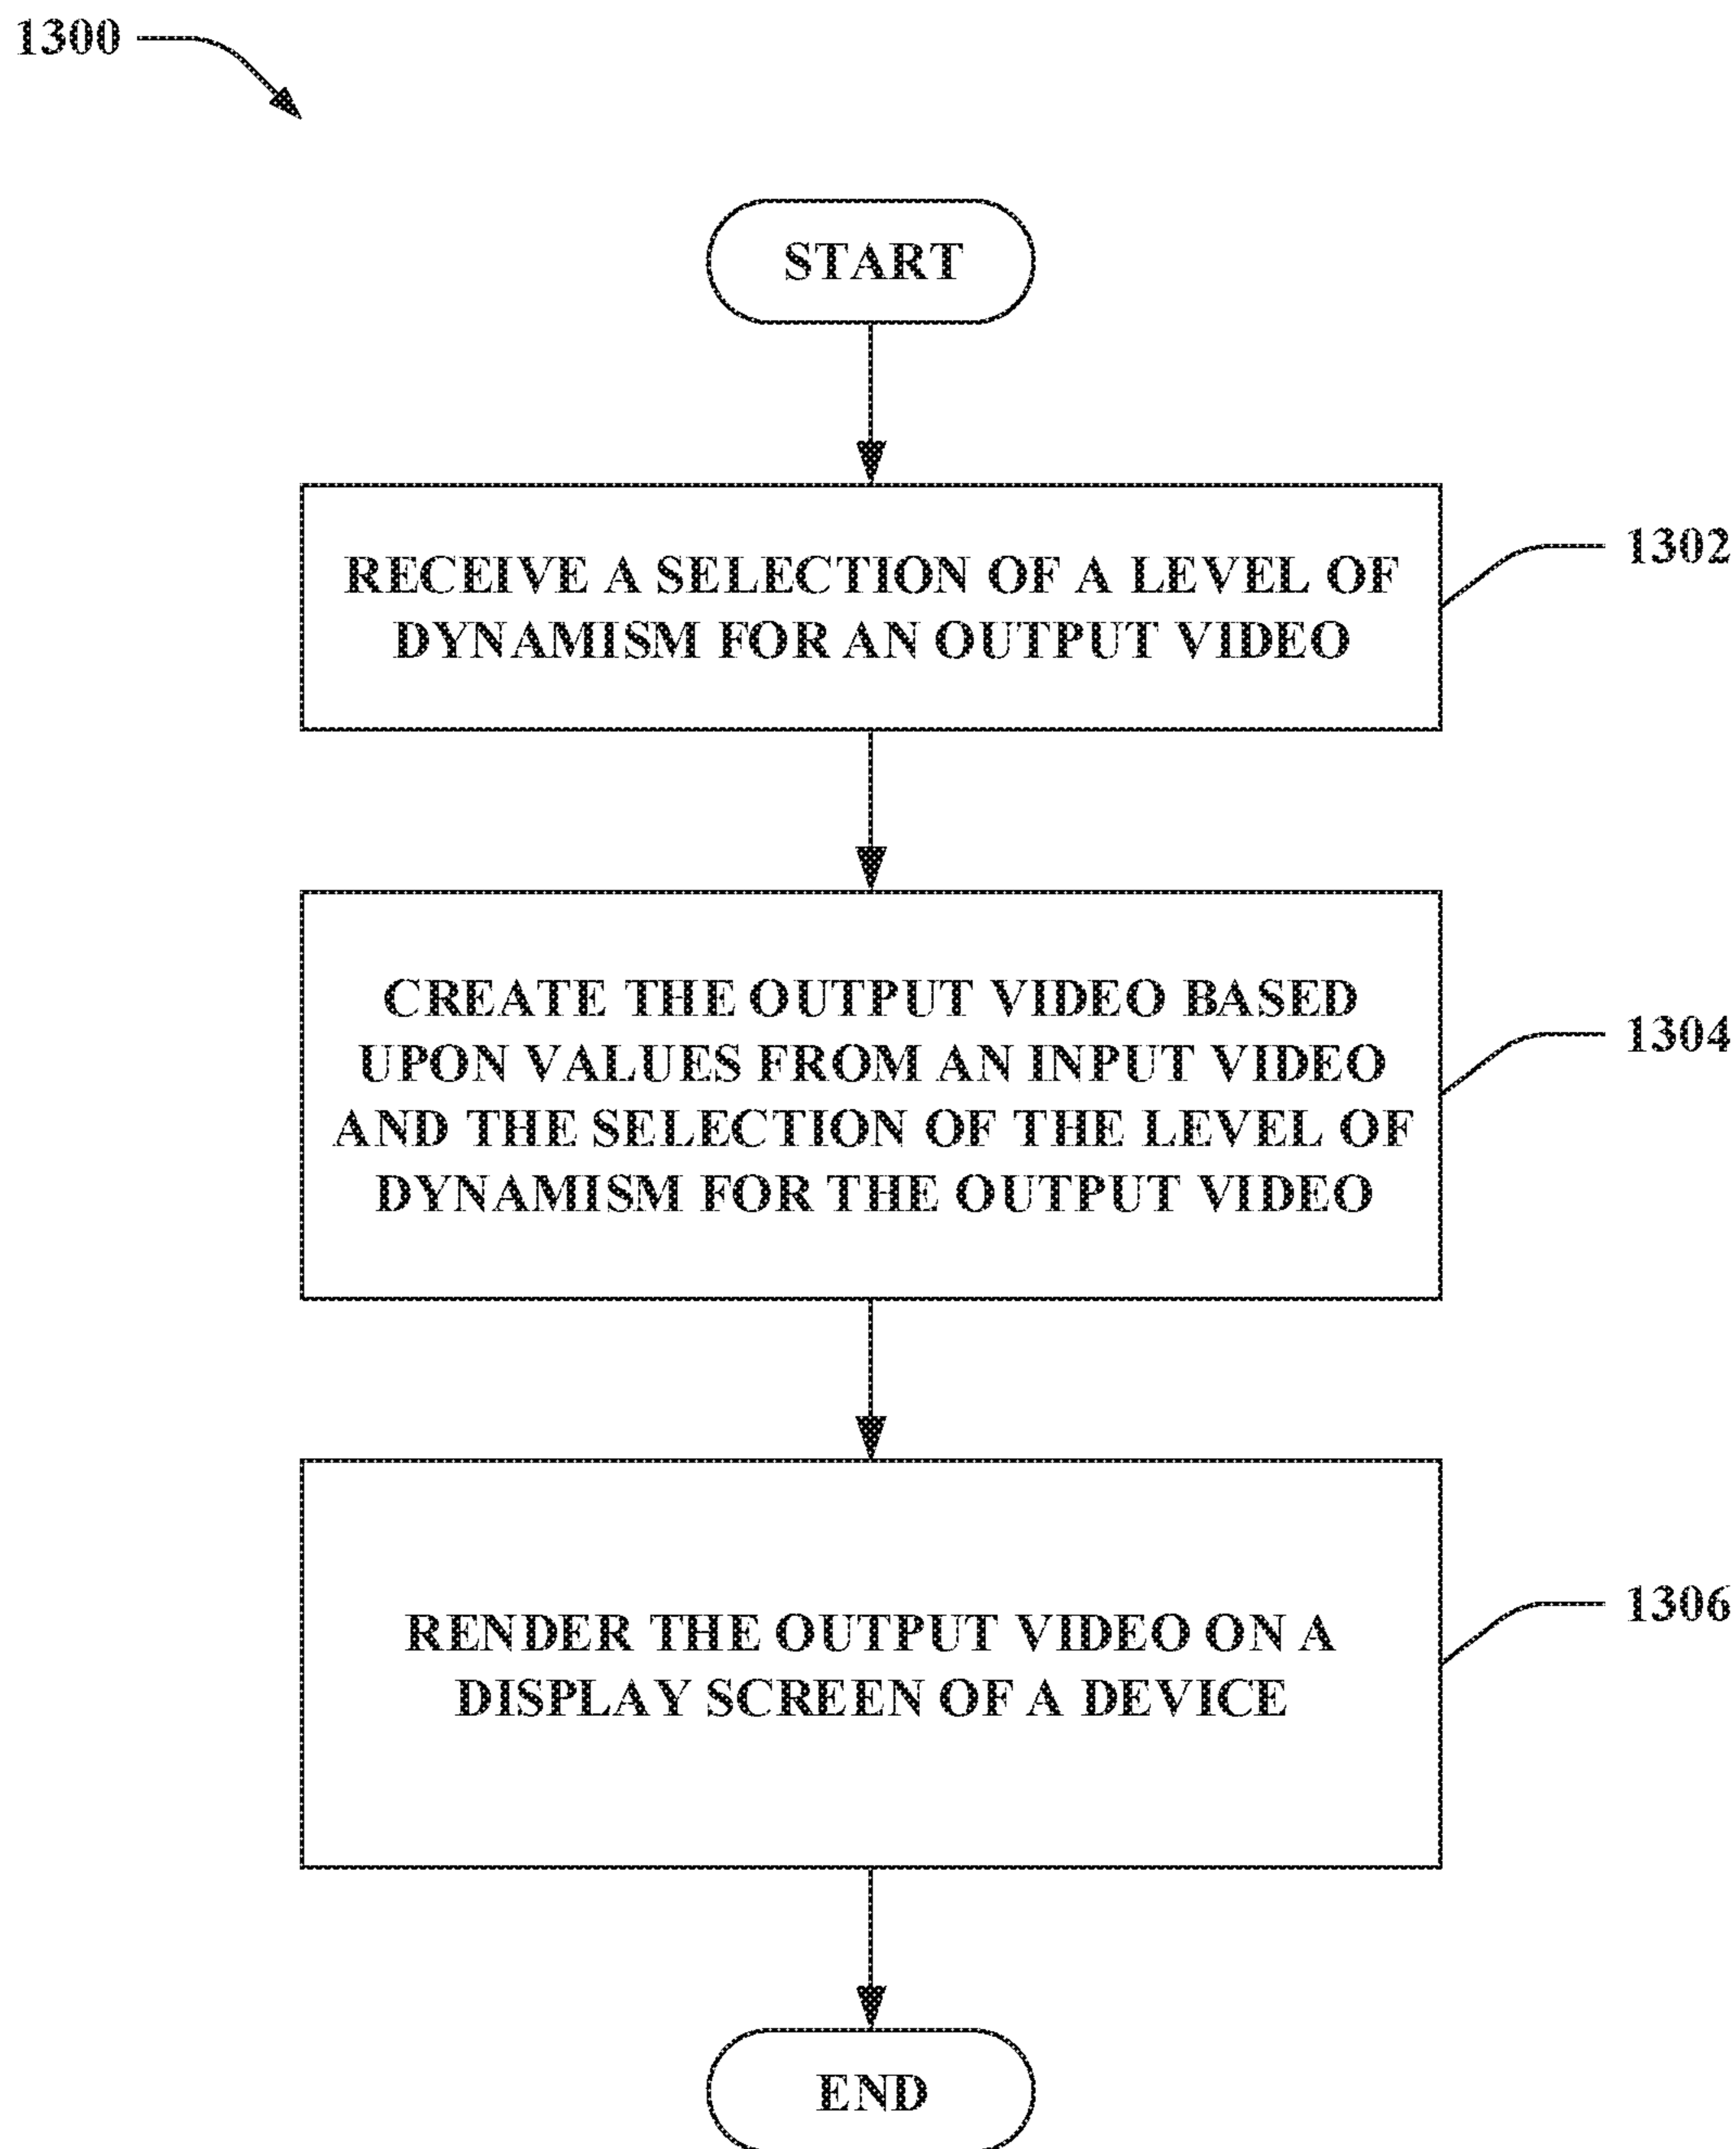 1300
START
RECEIVE A SELECTION OF A LEVEL OF
DYNAMISM FOR AN OUTPUT VIDEO
1302
CREATE THE OUTPUT VIDEO BASED
UPON VALUES FROM AN INPUT VIDEO
AND THE SELECTION OF THE LEVEL OF
DYNAMISM FOR THE OUTPUT VIDEO
1304
RENDER THE OUTPUT VIDEO ON A
DISPLAY SCREEN OF A DEVICE
1306
END